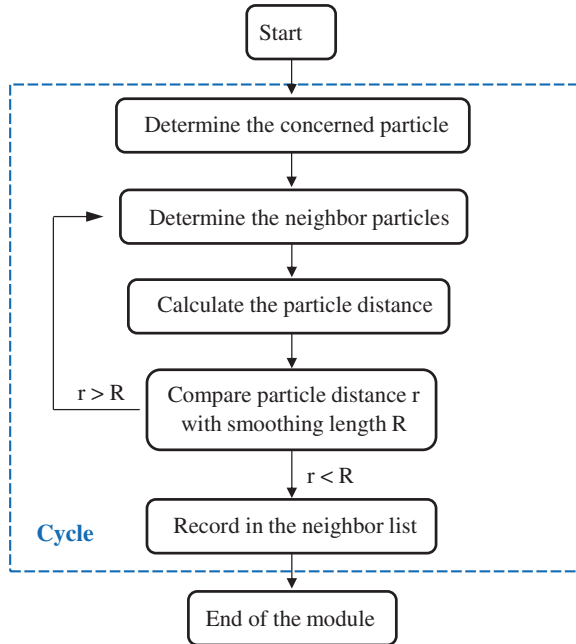 Start
Determine the concerned particle
Determine the neighbor particles
Calculate the particle distance
r > R
Compare particle distance r
with smoothing length R
r < R
Cycle
Record in the neighbor list
End of the module